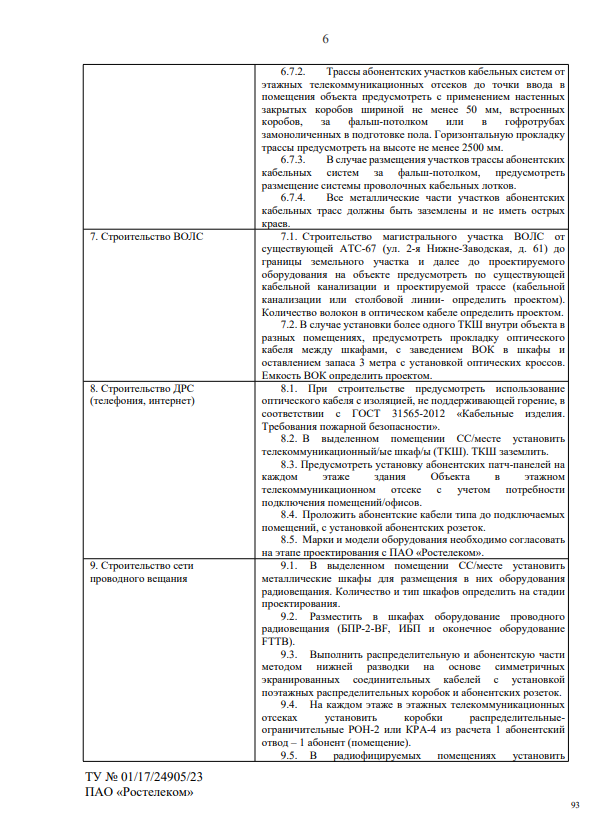 6
6.7.2. Трассы абонентских участков кабельных систем от
этажных телекоммуникационных отсеков до точки ввода в
помещения объекта предусмотреть с применением настенных
закрытых коробов шириной не менее 50 мм, встроенных
коробов, за фальш-потолком или в гофротрубах
замоноличенных в подготовке пола. Горизонтальную прокладку
трассы предусмотреть на высоте не менее 2500 мм.
6.7.3. В случае размещения участков трассы абонентских
кабельных систем за фальш-потолком, предусмотреть
размещение системы проволочных кабельных лотков.
6.7.4. Все металлические части участков абонентских
кабельных трасс должны быть заземлены и не иметь острых
краев.
7. Строительство ВОЛС
7.1. Строительство магистрального участка ВОЛС от
существующей АТС-67 (ул. 2-я Нижне-Заводская, д. 61) до
границы земельного участка и далее до проектируемого
оборудования на объекте предусмотреть по существующей
кабельной канализации и проектируемой трассе (кабельной
канализации или столбовой линии- определить проектом).
Количество волокон в оптическом кабеле определить проектом.
7.2. В случае установки более одного ТКШ внутри объекта в
разных помещениях, предусмотреть прокладку оптического
кабеля между шкафами, с заведением ВОК в шкафы и
оставлением запаса 3 метра с установкой оптических кроссов.
Емкость ВОК определить проектом.
8. Строительство ДРС
(телефония, интернет)
8.1. При строительстве предусмотреть использование
оптического кабеля с изоляцией, не поддерживающей горение, в
соответствии с ГОСТ 31565-2012 «Кабельные изделия.
Требования пожарной безопасности».
8.2. В выделенном помещении СС/месте установить
телекоммуникационный/ые шкаф/ы (ТКШ). ТКШ заземлить.
8.3. Предусмотреть установку абонентских патч-панелей на
каждом этаже здания Объекта в этажном
телекоммуникационном отсеке с учетом потребности
подключения помещений/офисов.
8.4. Проложить абонентские кабели типа до подключаемых
помещений, с установкой абонентских розеток.
8.5. Марки и модели оборудования необходимо согласовать
на этапе проектирования с ПАО «Ростелеком».
9. Строительство сети
проводного вещания
9.1. В выделенном помещении СС/месте установить
металлические шкафы для размещения в них оборудования
радиовещания. Количество и тип шкафов определить на стадии
проектирования.
9.2. Разместить в шкафах оборудование проводного
радиовещания (БПР-2-BF, ИБП и оконечное оборудование
FTTB).
9.3. Выполнить распределительную и абонентскую части
методом нижней разводки на основе симметричных
экранированных соединительных кабелей с установкой
поэтажных распределительных коробок и абонентских розеток.
9.4. На каждом этаже в этажных телекоммуникационных
отсеках установить коробки распределительные-
ограничительные РОН-2 или КРА-4 из расчета 1 абонентский
отвод – 1 абонент (помещение).
9.5. В радиофицируемых помещениях установить
ТУ № 01/17/24905/23
ПАО «Ростелеком»
93